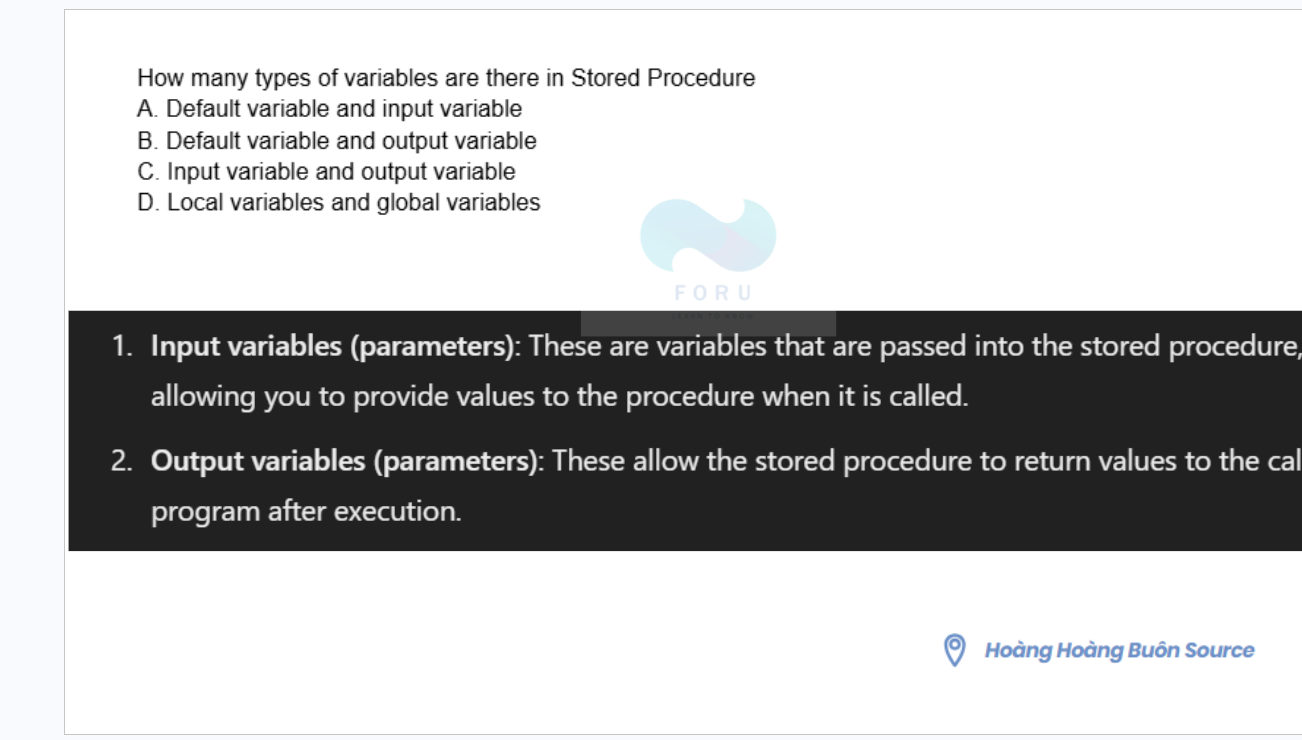 How many types of variables are there in Stored Procedure
A. Default variable and input variable
B. Default variable and output variable
C. Input variable and output variable
D. Local variables and global variables
FORU
1. Input variables (parameters): These are variables that are passed into the stored procedure,
allowing you to provide values to the procedure when it is called.
2. Output variables (parameters): These allow the stored procedure to return values to the cal
program after execution.
Hoàng Hoàng Buôn Source